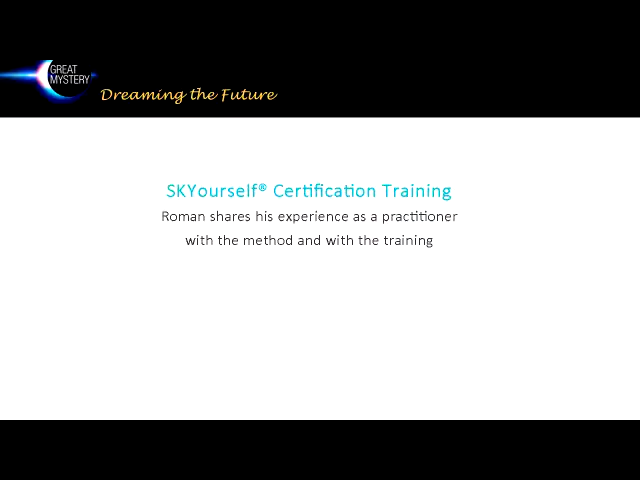 GREAT
MYSTERY
Dreaming the Future
SKYourself® Certification Training
Roman shares his experience as a practitioner
with the method and with the training